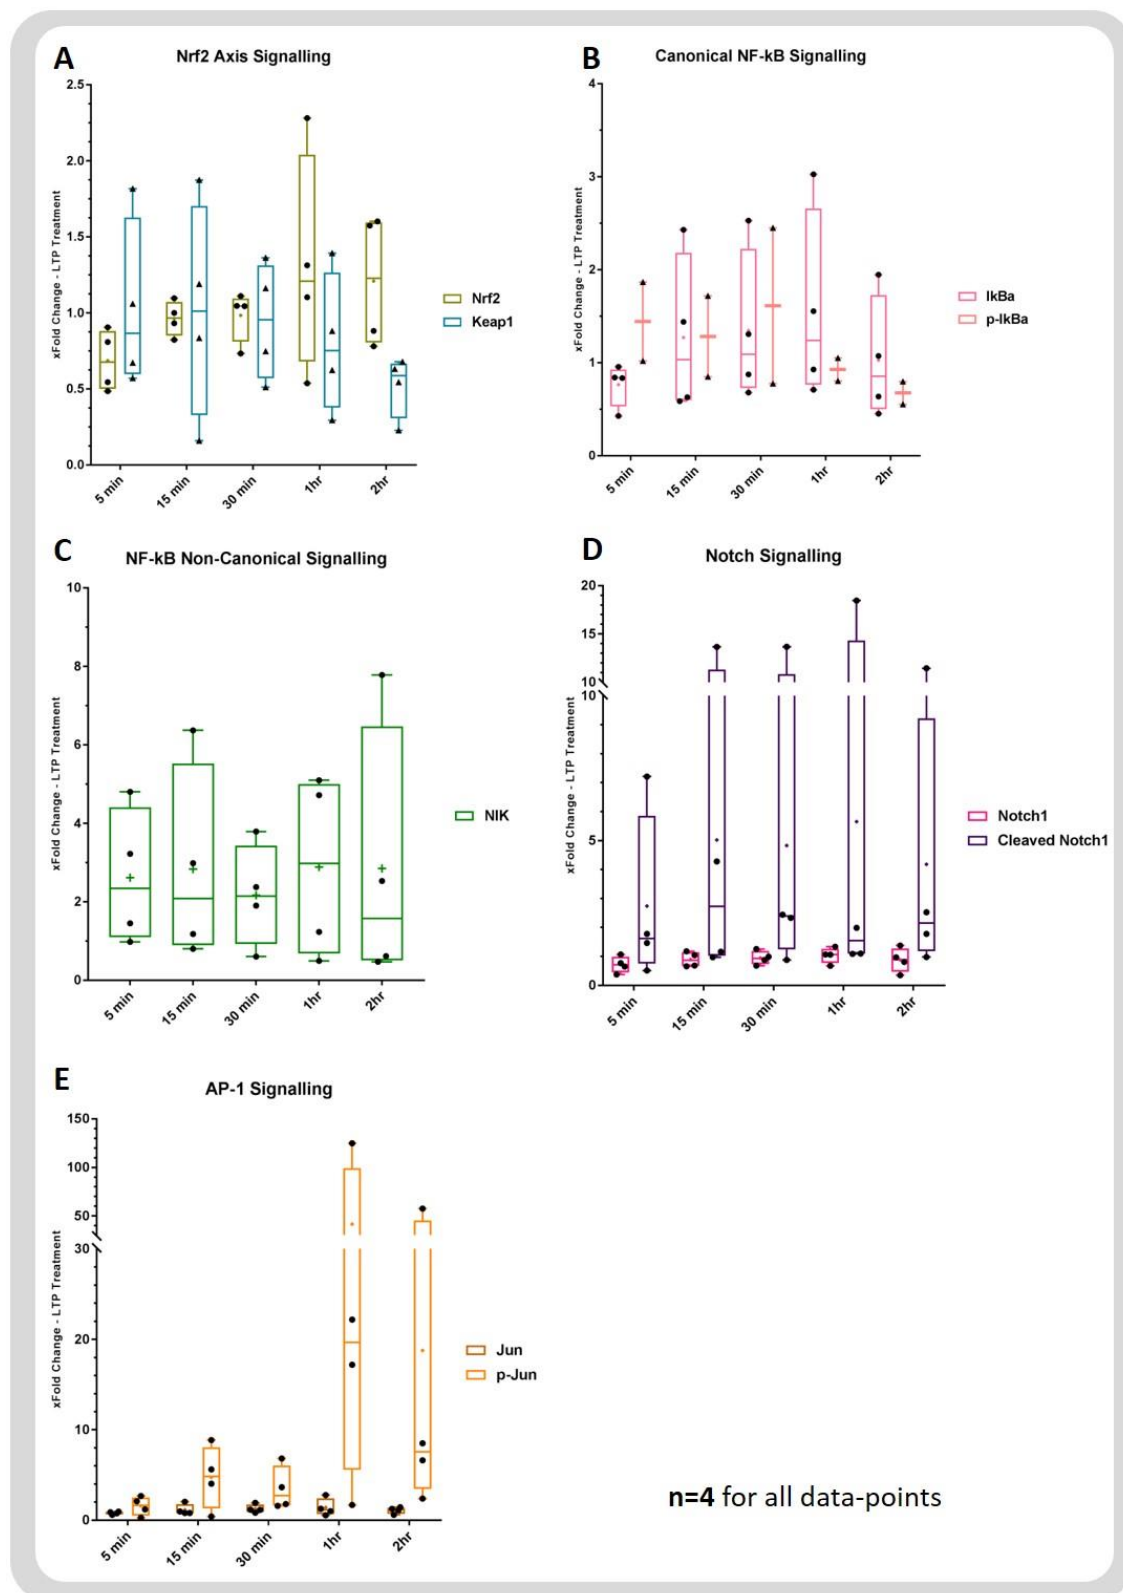 A
Nrf2 Axis Signalling
xFold Change - LTP Treatment
2.5
2.0
1.5
1.0
0.5
0.0
5 min
15 min
30 min
1hr
2hr
Nrf2
Keap1
B
Canonical NF-kB Signalling
xFold Change - LTP Treatment
4
3
2
1
0
5 min
15 min
30 min
1hr
2hr
IkBa
p-IkBa
C
NF-kB Non-Canonical Signalling
xFold Change - LTP Treatment
10
8
6
4
2
0
5 min
15 min
30 min
1hr
2hr
NIK
D
Notch Signalling
xFold Change - LTP Treatment
20
15
10
10
5
0
5 min
15 min
30 min
1hr
2hr
Notch1
Cleaved Notch1
E
AP-1 Signalling
xFold Change - LTP Treatment
150
100
50
30
20
10
0
5 min
15 min
30 min
1hr
2hr
Jun
p-Jun
n=4 for all data-points